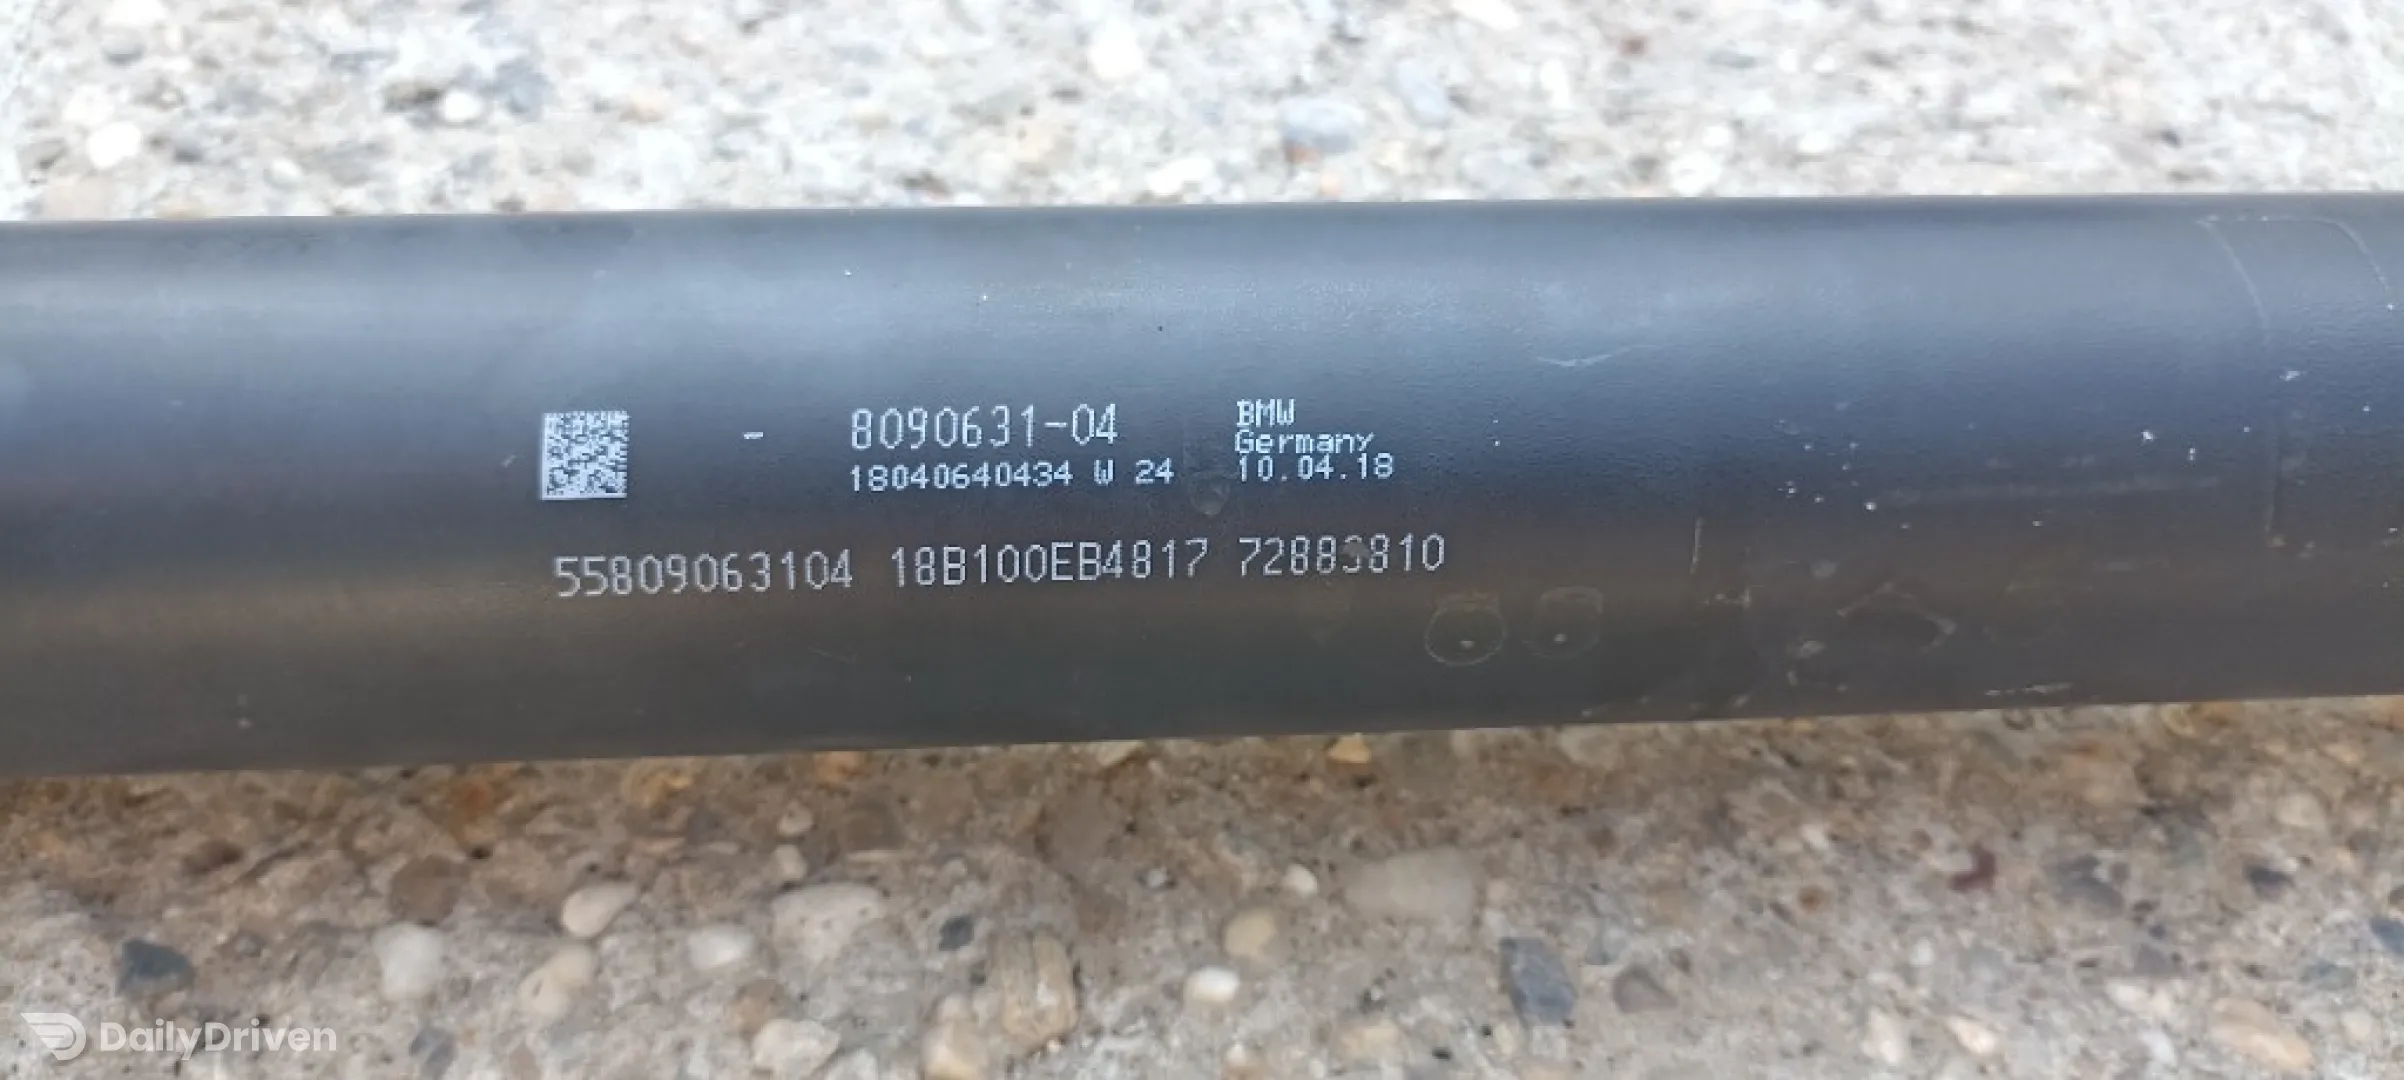 - 8090631-04
18040640434 W 24
BMW
Germany
10.04.18
55809063104 18B100EB4817 72883810
DailyDriven